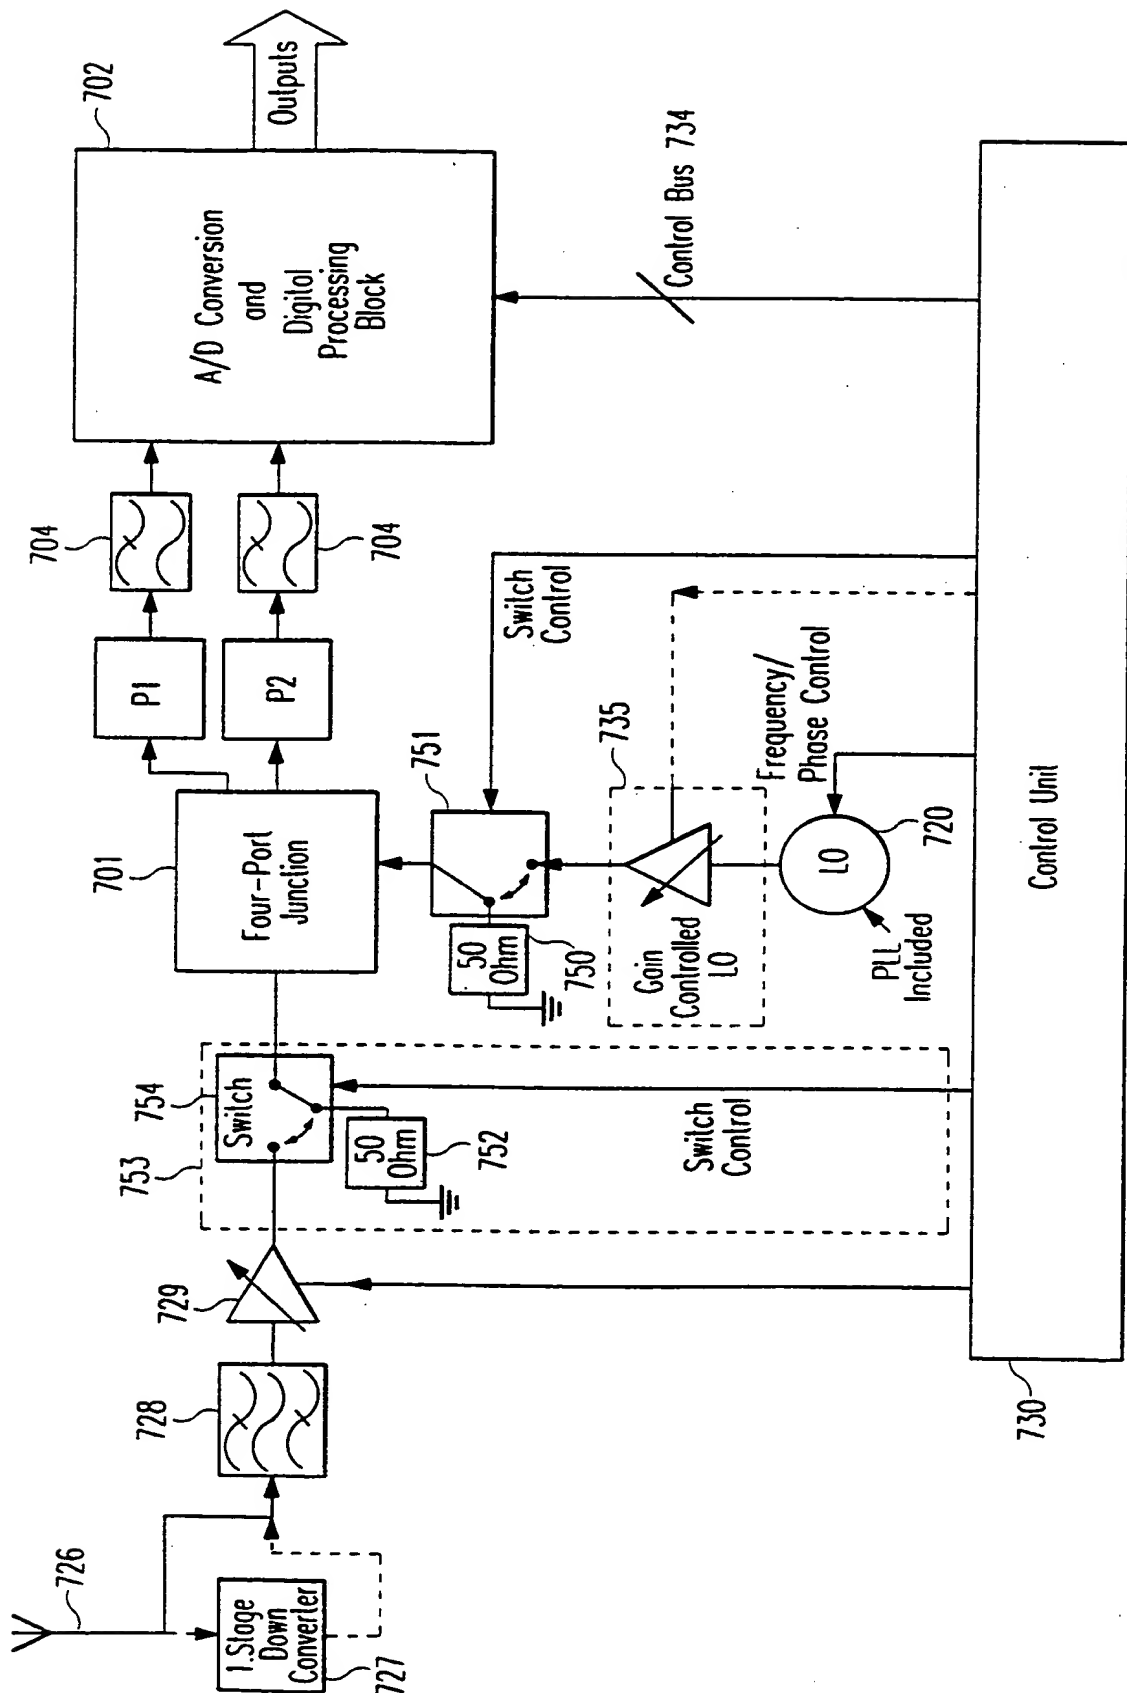 726
1.Stage
Down
Converter
727
728
729
753
754
Switch
50
Ohm
752
Switch
Control
701
Four-Port
Junction
P1
P2
704
704
702
A/D Conversion
and
Digital
Processing
Block
Outputs
751
50
Ohm
750
Switch
Control
735
Gain
Controlled
LO
Frequency/
Phase Control
LO
720
PLL
Included
Control Bus 734
Control Unit
730